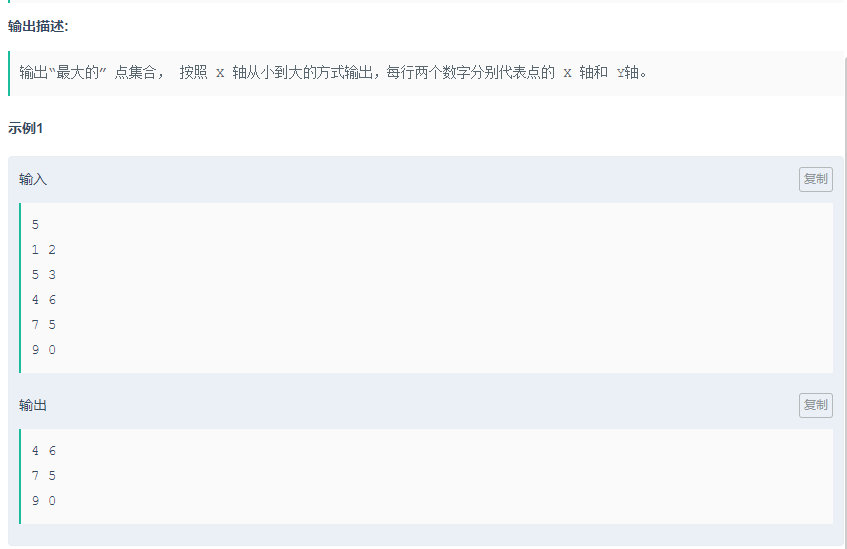 输出描述:
输出“最大的” 点集合， 按照 X 轴从小到大的方式输出，每行两个数字分别代表点的 X 轴和 Y轴。
示例1
输入
复制
5
1 2
5 3
4 6
7 5
9 0
输出
复制
4 6
7 5
9 0